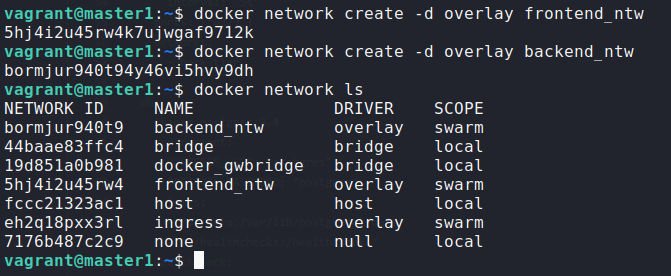 vagrant@master1:~$ docker network create -d overlay frontend_ntw
5hj4i2u45rw4k7ujwgaf9712k
vagrant@master1:~$ docker network create -d overlay backend_ntw
bormjur940t94y46vi5hvy9dh
vagrant@master1:~$ docker network ls
NETWORK ID     NAME              DRIVER    SCOPE
bormjur940t9   backend_ntw       overlay   swarm
44baae83ffc4   bridge            bridge    local
19d851a0b981   docker_gwbridge   bridge    local
5hj4i2u45rw4   frontend_ntw      overlay   swarm
fccc21323ac1   host              host      local
eh2q18pxx3rl   ingress           overlay   swarm
7176b487c2c9   none              null      local
vagrant@master1:~$